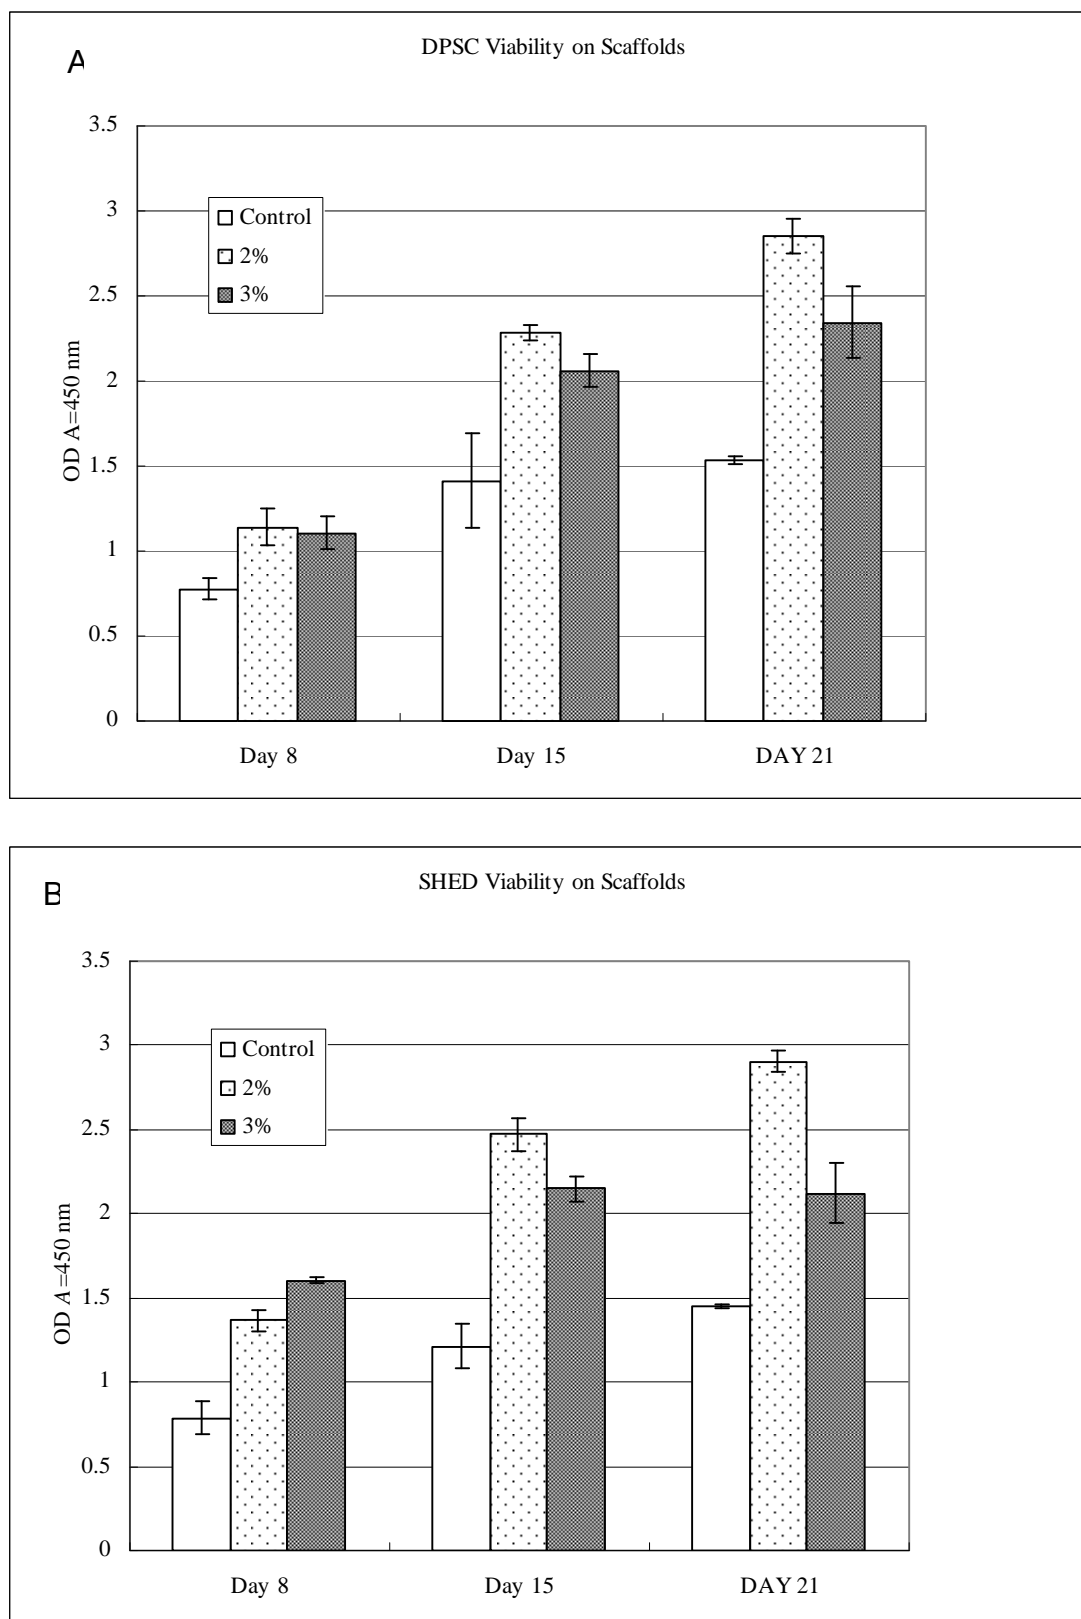 A
DPSC Viability on Scaffolds
3.5
3
2.5
2
1.5
1
0.5
0
OD A=450 nm
Control
2%
3%
Day 8
Day 15
DAY 21
B
SHED Viability on Scaffolds
3.5
3
2.5
2
1.5
1
0.5
0
OD A=450 nm
Control
2%
3%
Day 8
Day 15
DAY 21